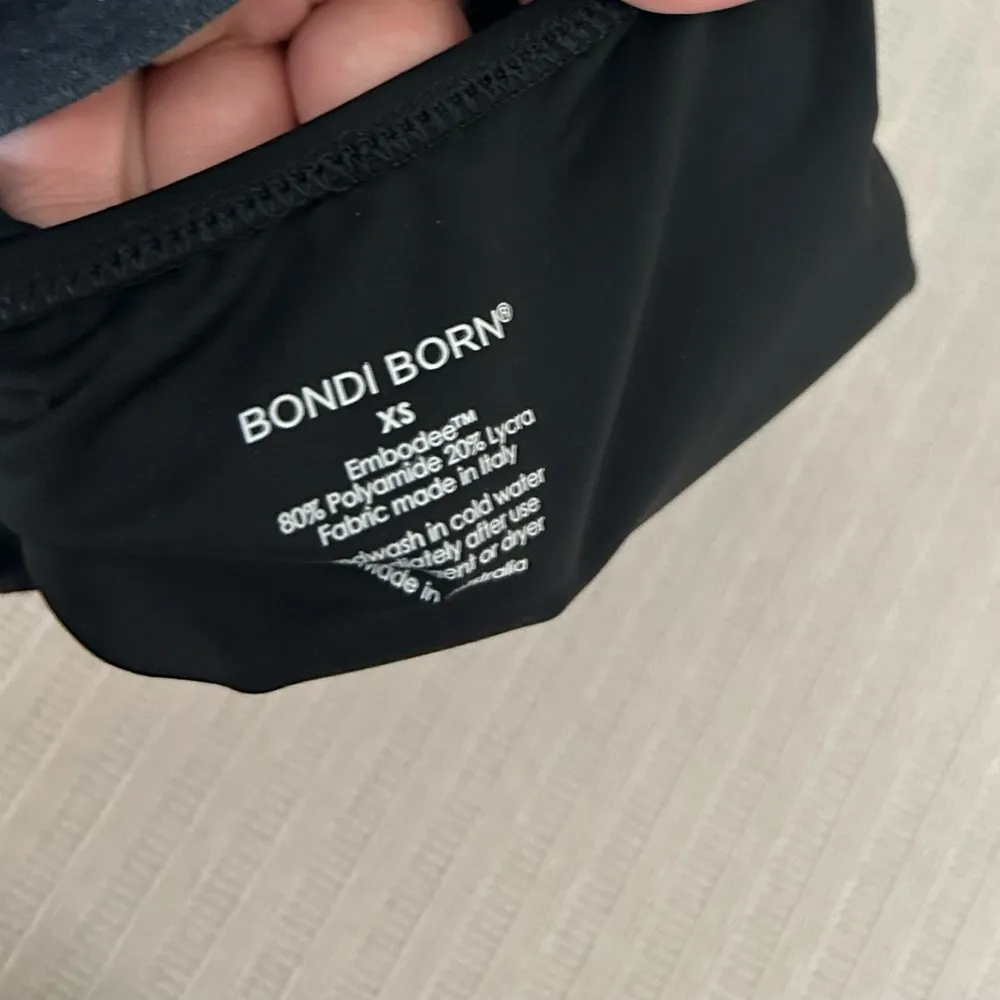 BONDI BORN®
XS
Embodee™
80% Polyamide 20% Lycra
Fabric made in Italy
in cold water
after use
or dryer
Made in